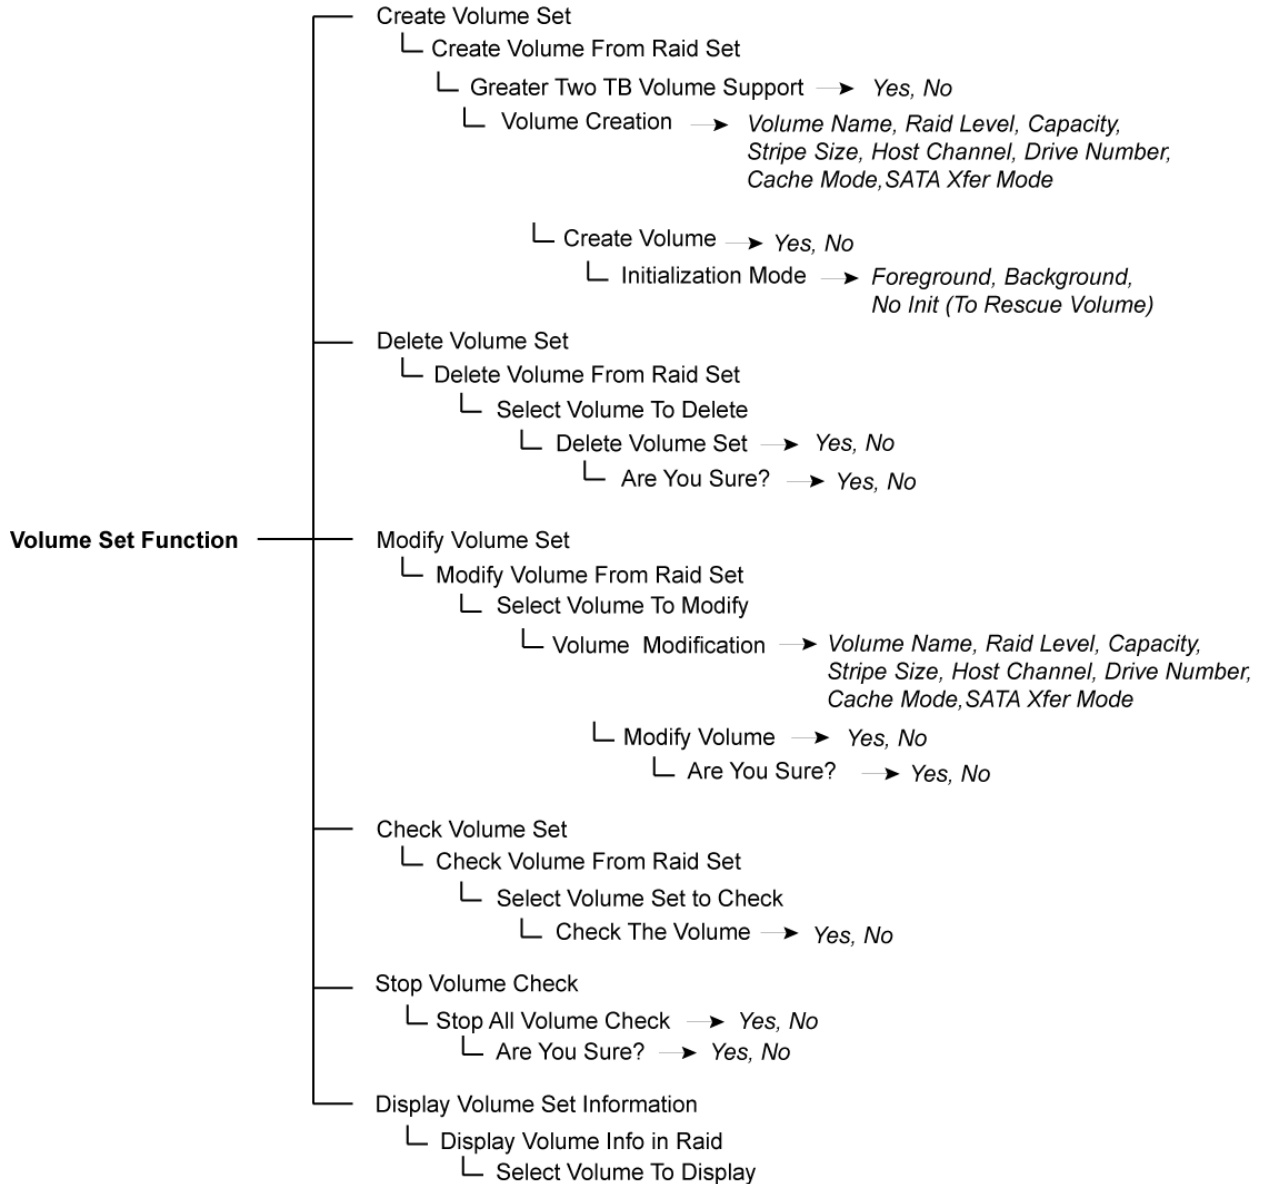 Create Volume Set
Create Volume From Raid Set
Greater Two TB Volume Support Yes, No
Volume Creation Volume Name, Raid Level, Capacity,
Stripe Size, Host Channel, Drive Number,
Cache Mode,SATA Xfer Mode
Create Volume Yes, No
Initialization Mode Foreground, Background,
No Init (To Rescue Volume)
Delete Volume Set
Delete Volume From Raid Set
Select Volume To Delete
Delete Volume Set Yes, No
Are You Sure? Yes, No
Volume Set Function Modify Volume Set
Modify Volume From Raid Set
Select Volume To Modify
Volume Modification Volume Name, Raid Level, Capacity,
Stripe Size, Host Channel, Drive Number,
Cache Mode,SATA Xfer Mode
Modify Volume Yes, No
Are You Sure? Yes, No
Check Volume Set
Check Volume From Raid Set
Select Volume Set to Check
Check The Volume Yes, No
Stop Volume Check
Stop All Volume Check Yes, No
Are You Sure? Yes, No
Display Volume Set Information
Display Volume Info in Raid
Select Volume To Display